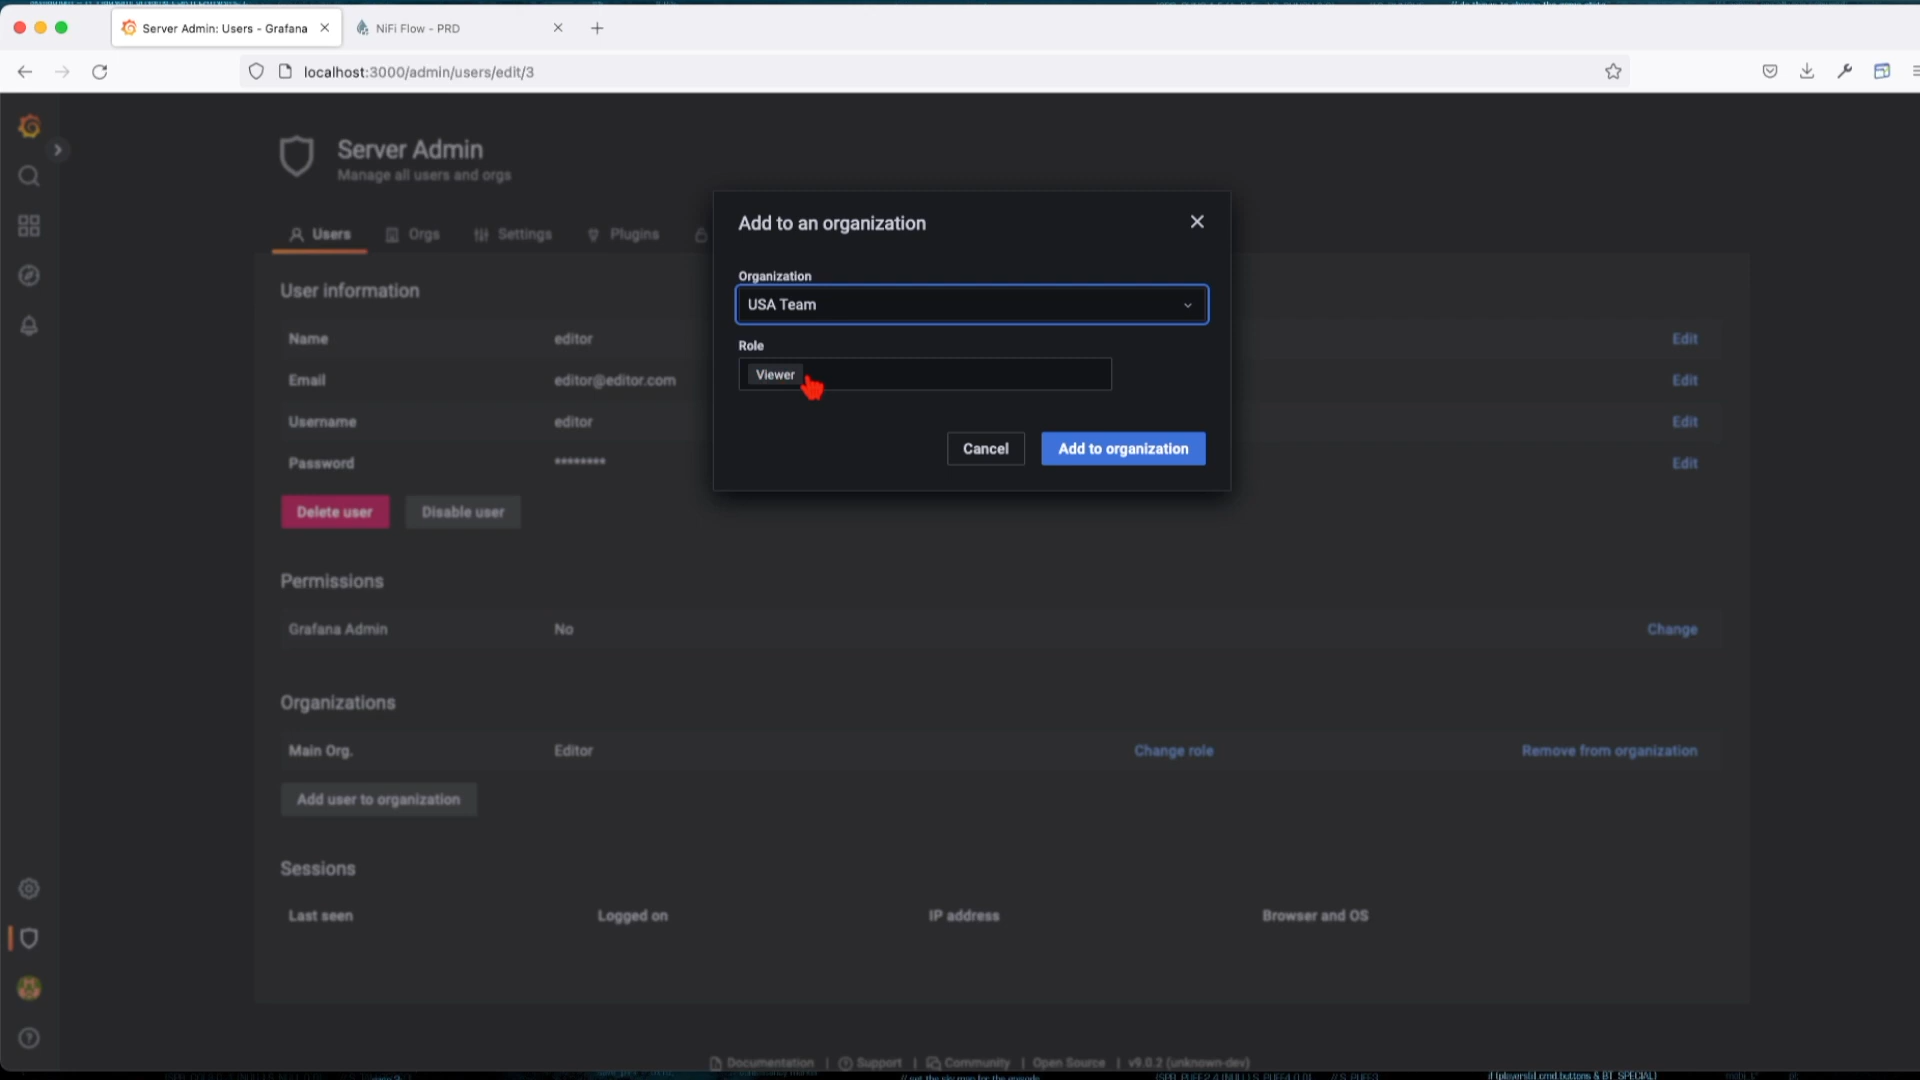 Server Admin: Users - Grafana
NiFi Flow - PRD
localhost:3000/admin/users/edit/3
Server Admin
Manage all users and orgs
Users
Orgs
Settings
Plugins
Add to an organization
Organization
USA Team
Role
Viewer
Cancel
Add to organization
User information
Name editor Edit
Email editor@editor.com Edit
Username editor Edit
Password ******** Edit
Delete user
Disable user
Permissions
Grafana Admin No Change
Organizations
Main Org. Editor Change role Remove from organization
Add user to organization
Sessions
Last seen Logged on IP address Browser and OS
Documentation | Support | Community | Open Source | v9.0.2 (unknown-dev)